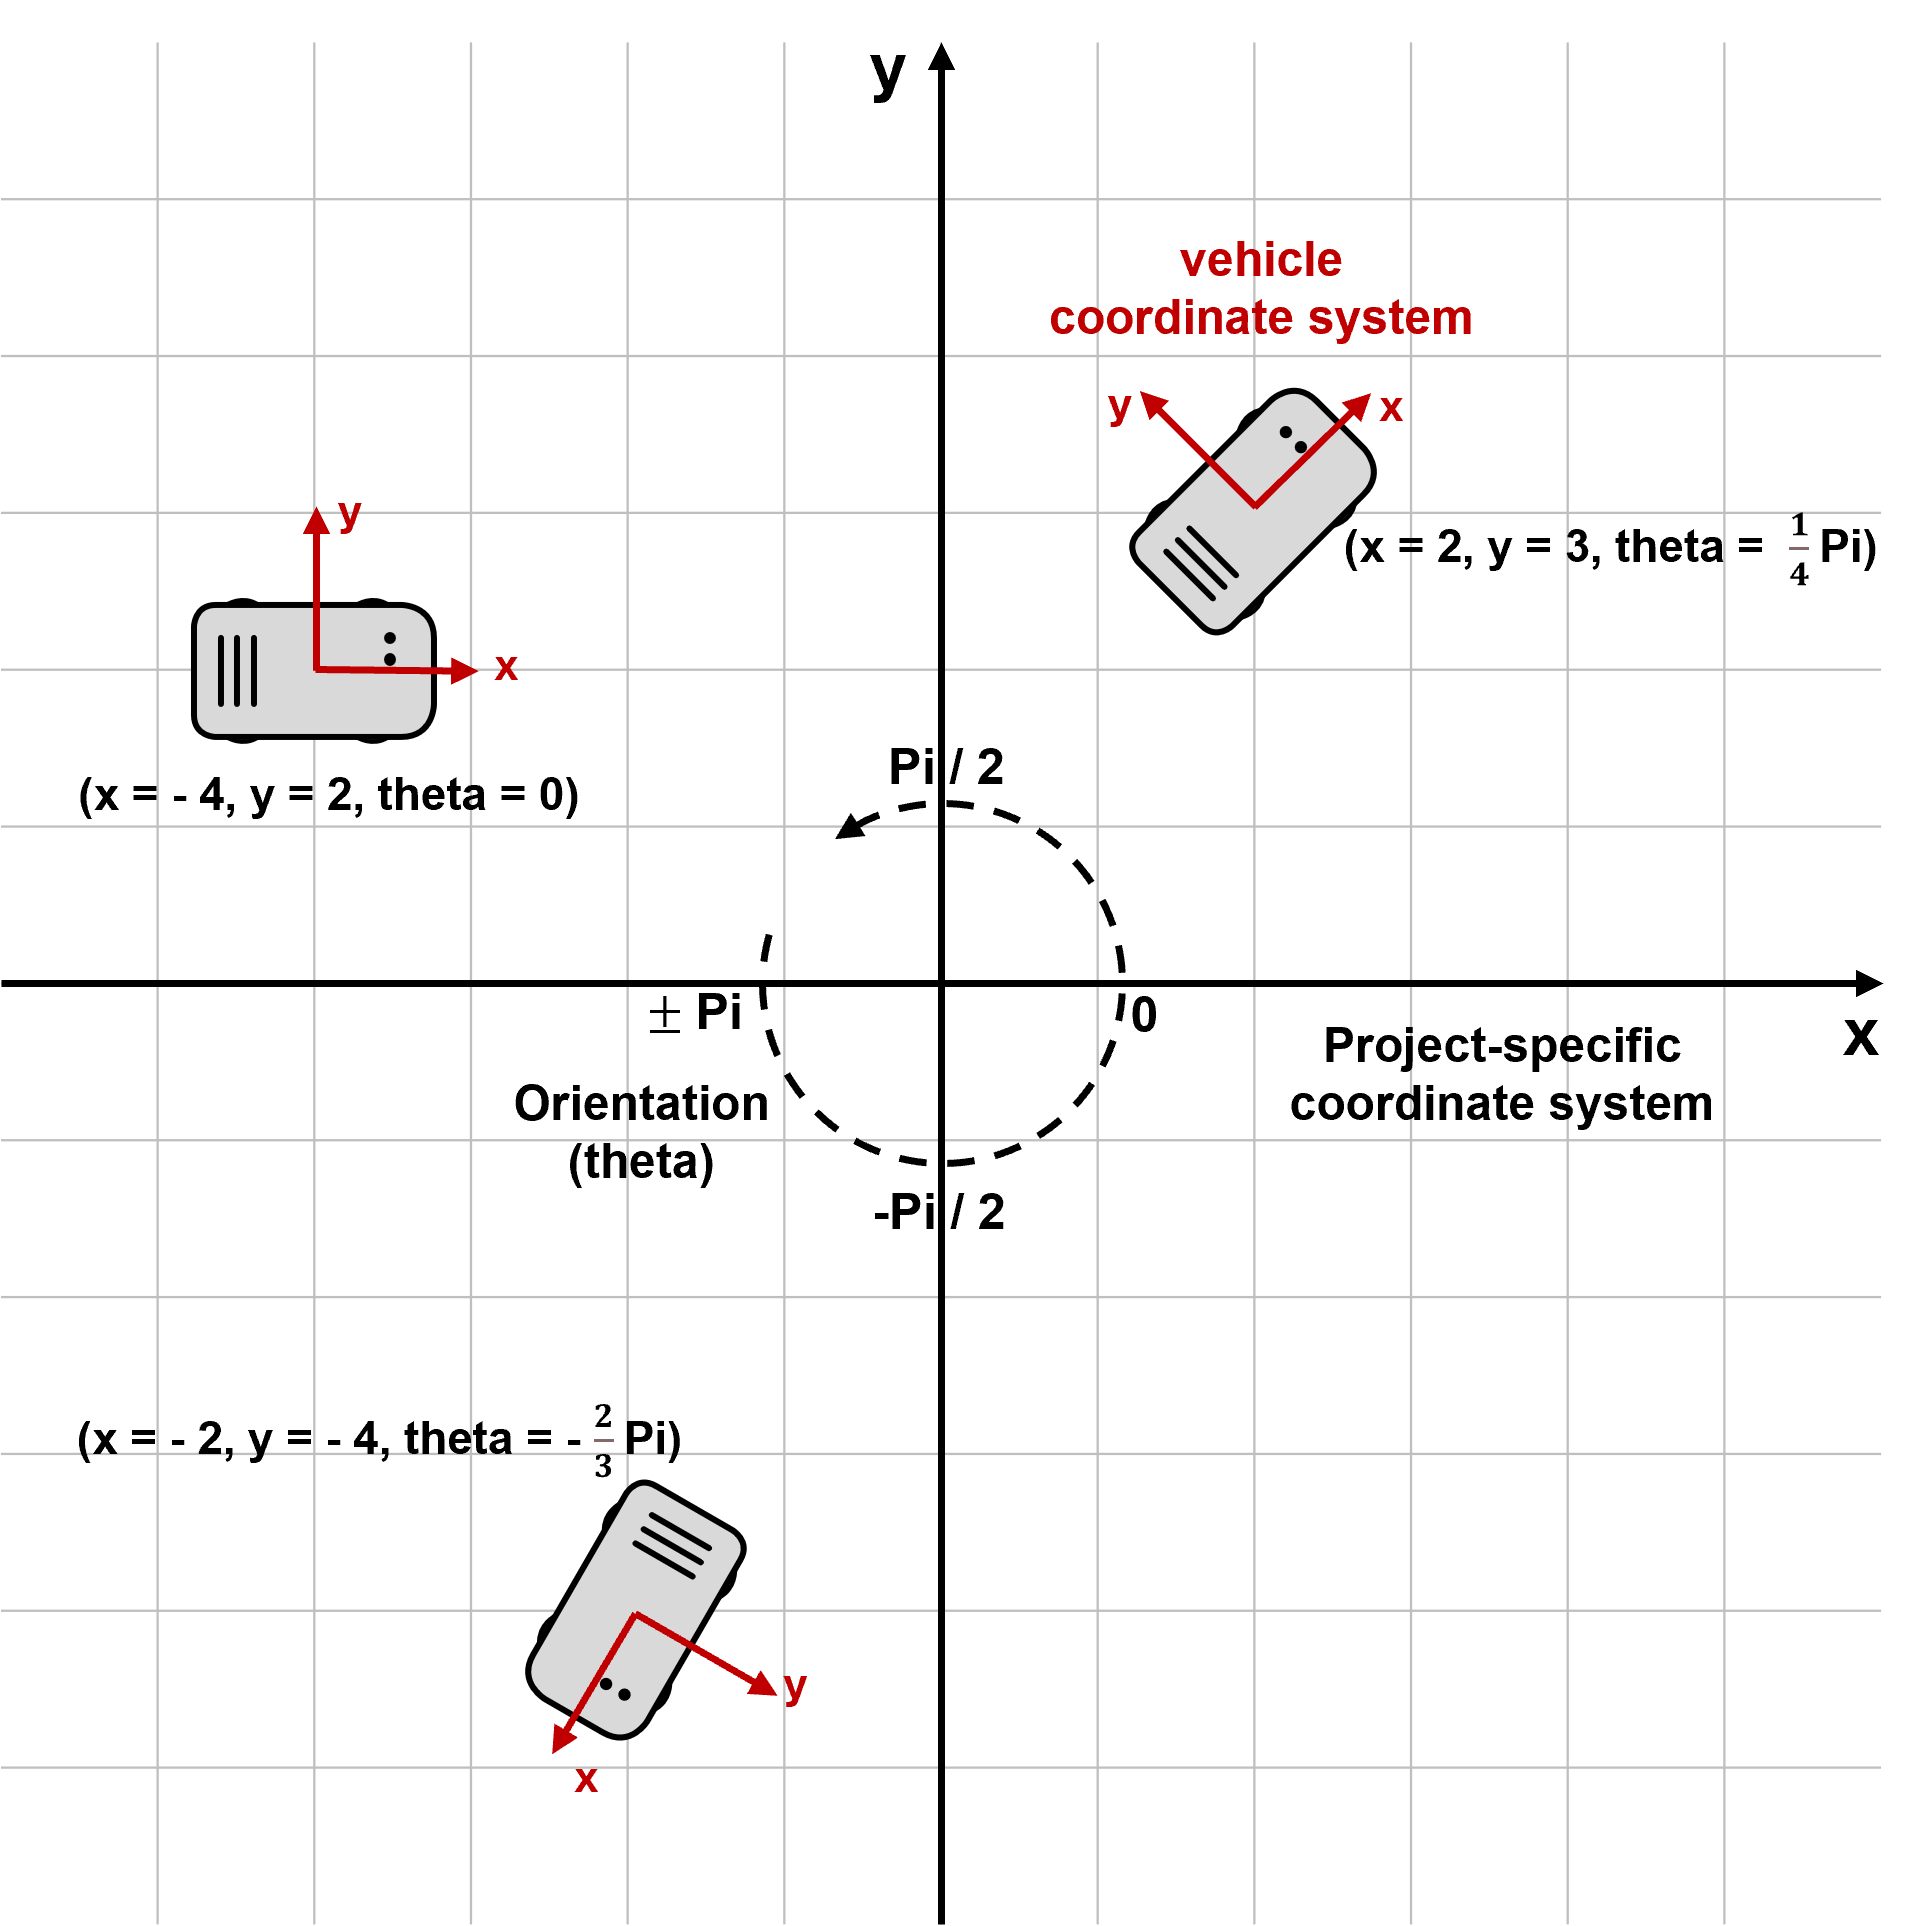 y
vehicle
coordinate system
y
x
y
(x = 2, y = 3, theta = 1/4 Pi)
x
Pi / 2
(x = - 4, y = 2, theta = 0)
± Pi
0
x
Project-specific
coordinate system
Orientation
(theta)
-Pi / 2
(x = - 2, y = - 4, theta = - 2/3 Pi)
y
x